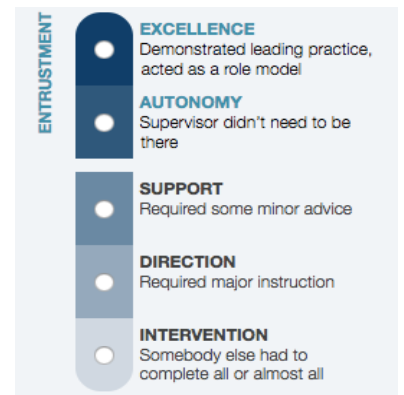 ENTRUSTMENT
EXCELLENCE
Demonstrated leading practice,
acted as a role model
AUTONOMY
Supervisor didn't need to be
there
SUPPORT
Required some minor advice
DIRECTION
Required major instruction
INTERVENTION
Somebody else had to
complete all or almost all